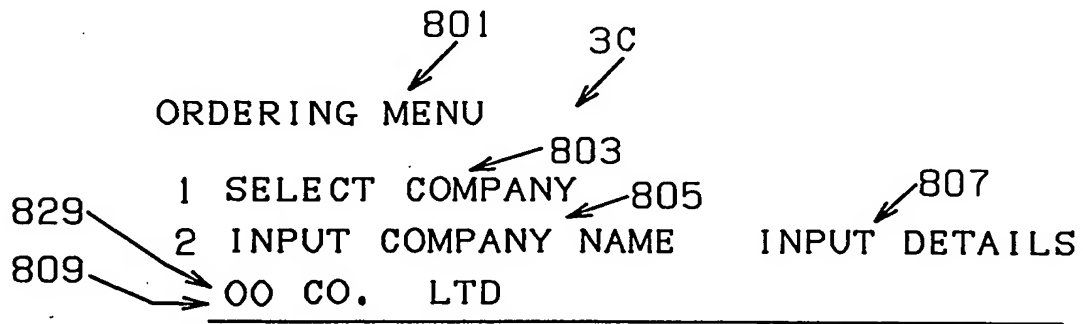 801
3C
ORDERING MENU
803
1 SELECT COMPANY
805
807
829
2 INPUT COMPANY NAME INPUT DETAILS
809
OO CO. LTD